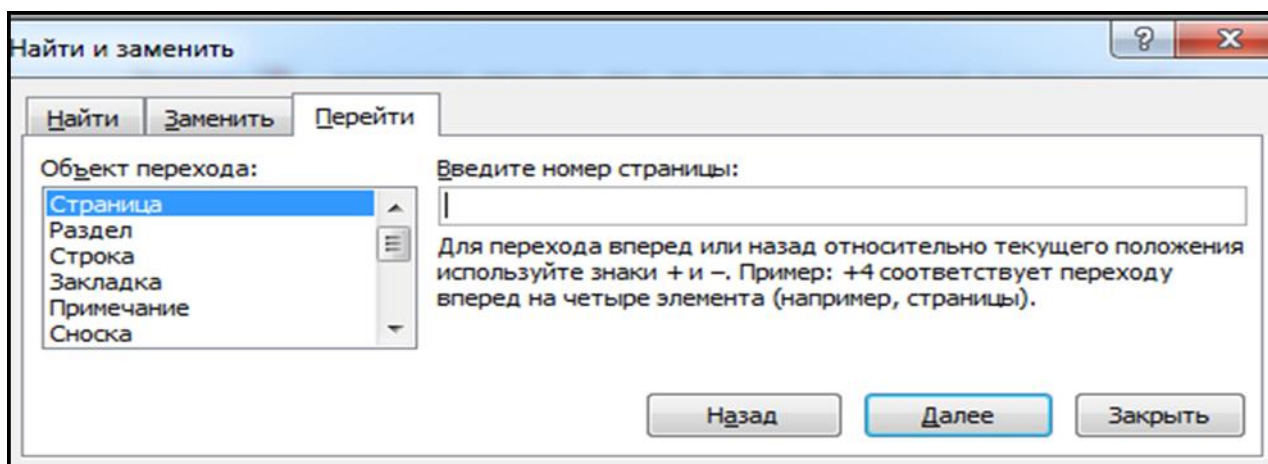 Найти и заменить
Найти Заменить Перейти
Объект перехода:
Страница
Раздел
Строка
Закладка
Примечание
Сноска
Введите номер страницы:
Для перехода вперед или назад относительно текущего положения
используйте знаки + и –. Пример: +4 соответствует переходу
вперед на четыре элемента (например, страницы).
Назад Далее Закрыть